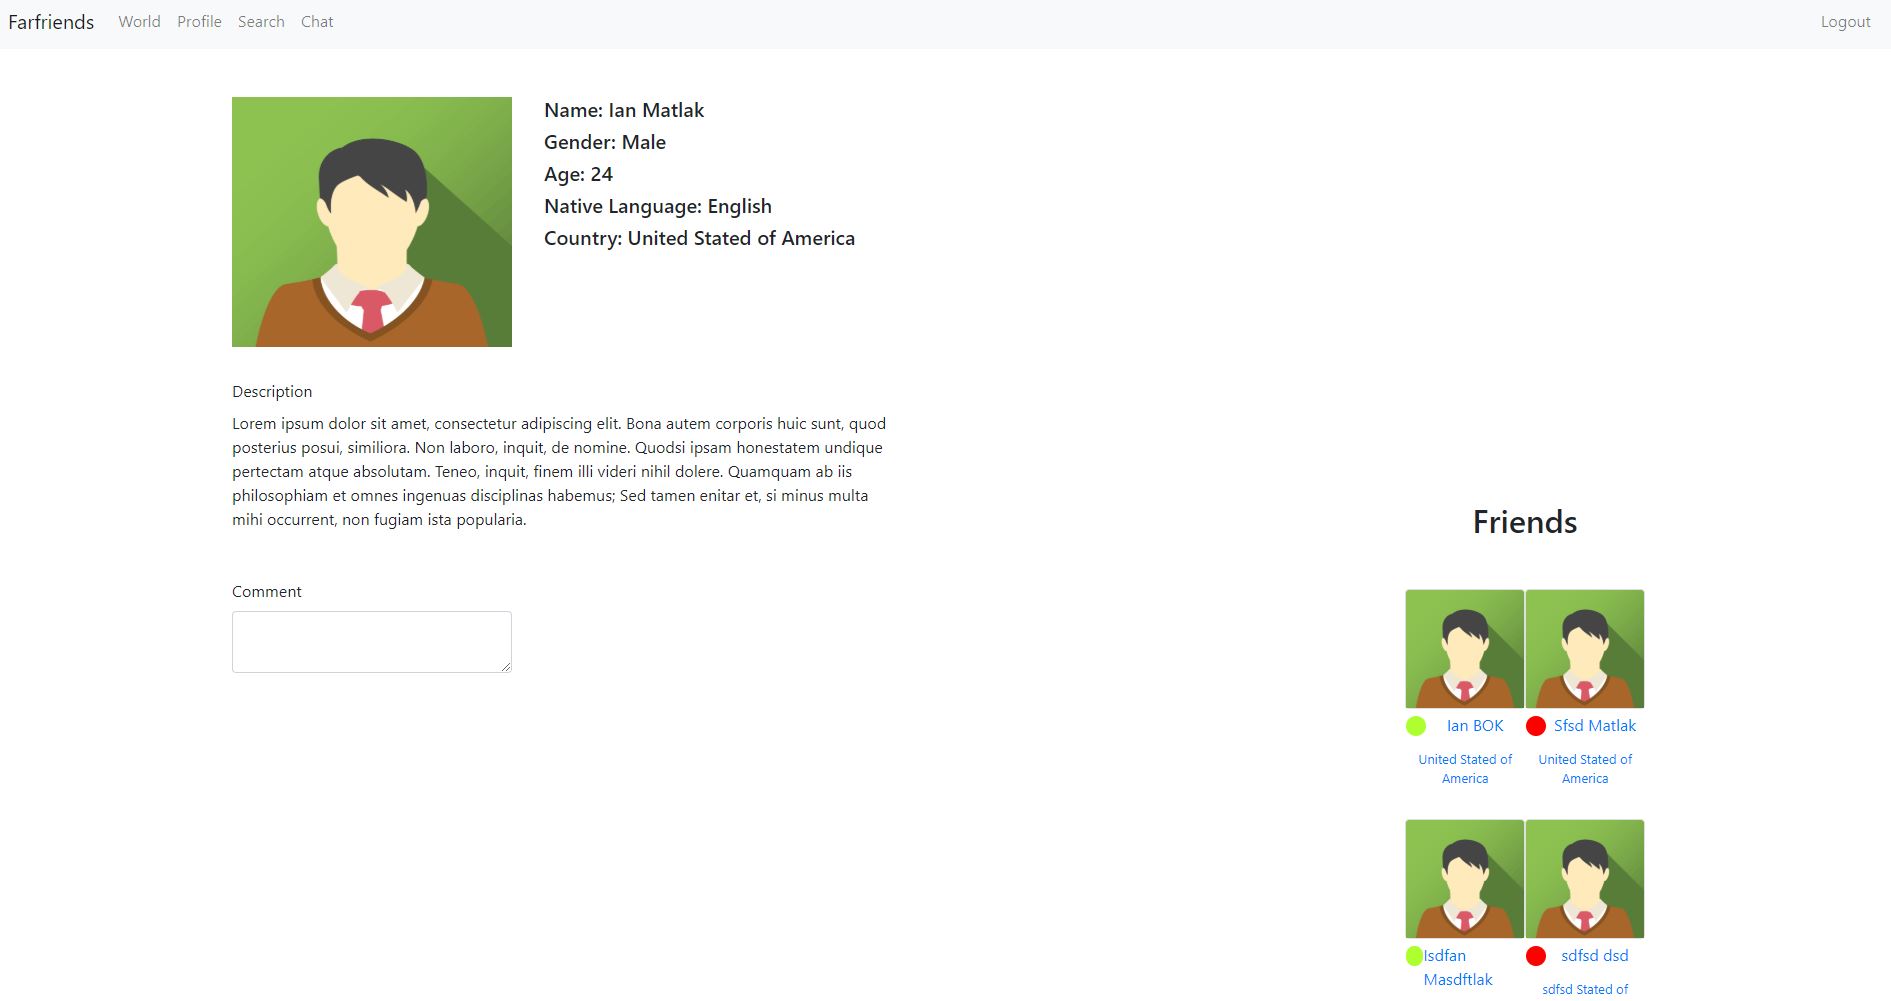 Farfriends World Profile Search Chat Logout
Name: Ian Matlak
Gender: Male
Age: 24
Native Language: English
Country: United Stated of America
Description
Lorem ipsum dolor sit amet, consectetur adipiscing elit. Bona autem corporis huic sunt, quod
posterius posui, similiora. Non laboro, inquit, de nomine. Quodsi ipsam honestatem undique
pertectam atque absolutam. Teneo, inquit, finem illi videri nihil dolere. Quamquam ab iis
philosophiam et omnes ingenuas disciplinas habemus; Sed tamen enitar et, si minus multa
mihi occurrent, non fugiam ista popularia.
Comment
Friends
Ian BOK
United Stated of
America
Sfsd Matlak
United Stated of
America
Isdfan
Masdftlak
sdfsd dsd
sdfsd Stated of